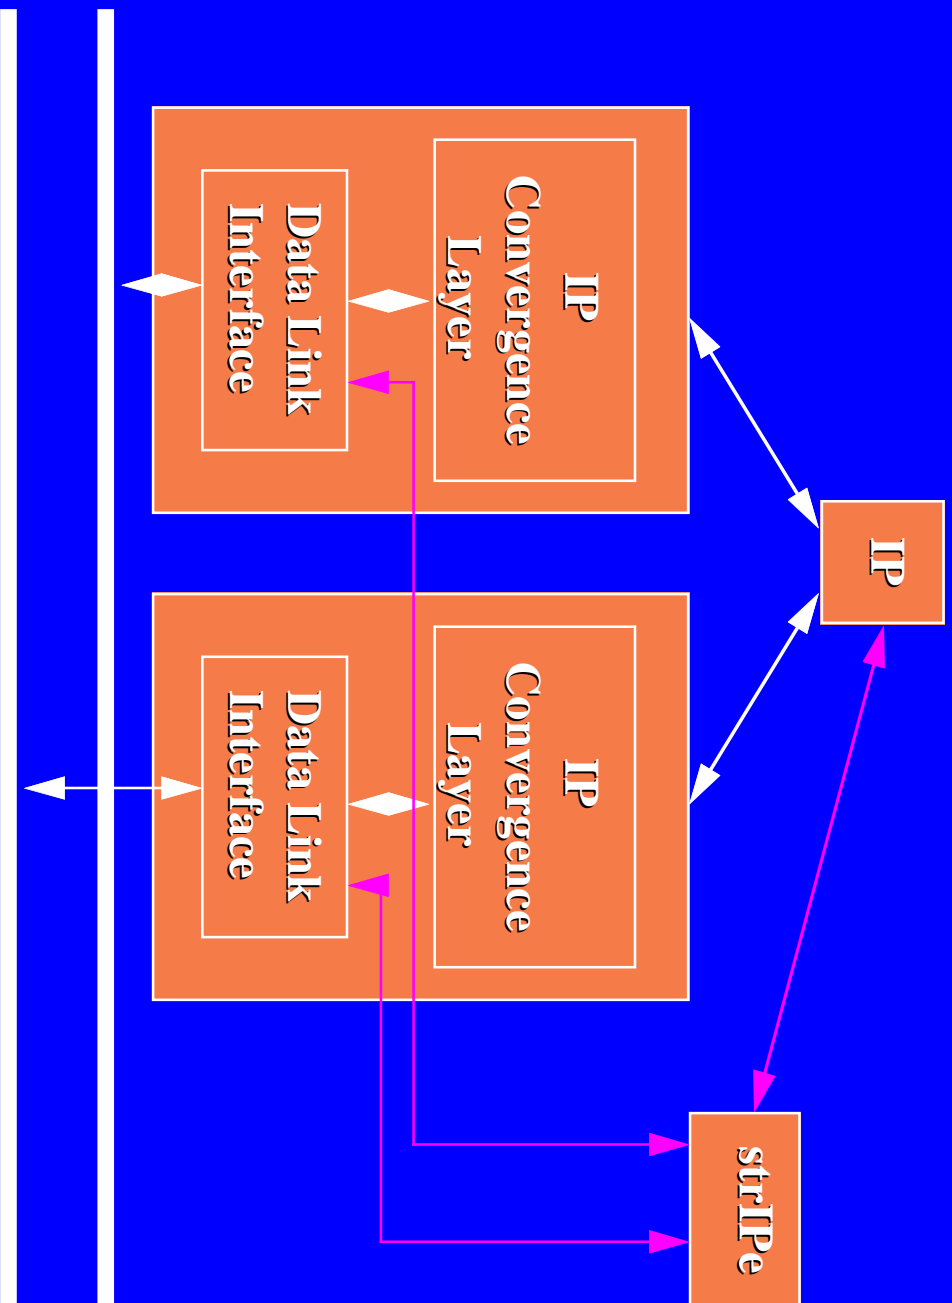 IP
strIPe
IP
Convergence
Layer
IP
Convergence
Layer
Data Link
Interface
Data Link
Interface